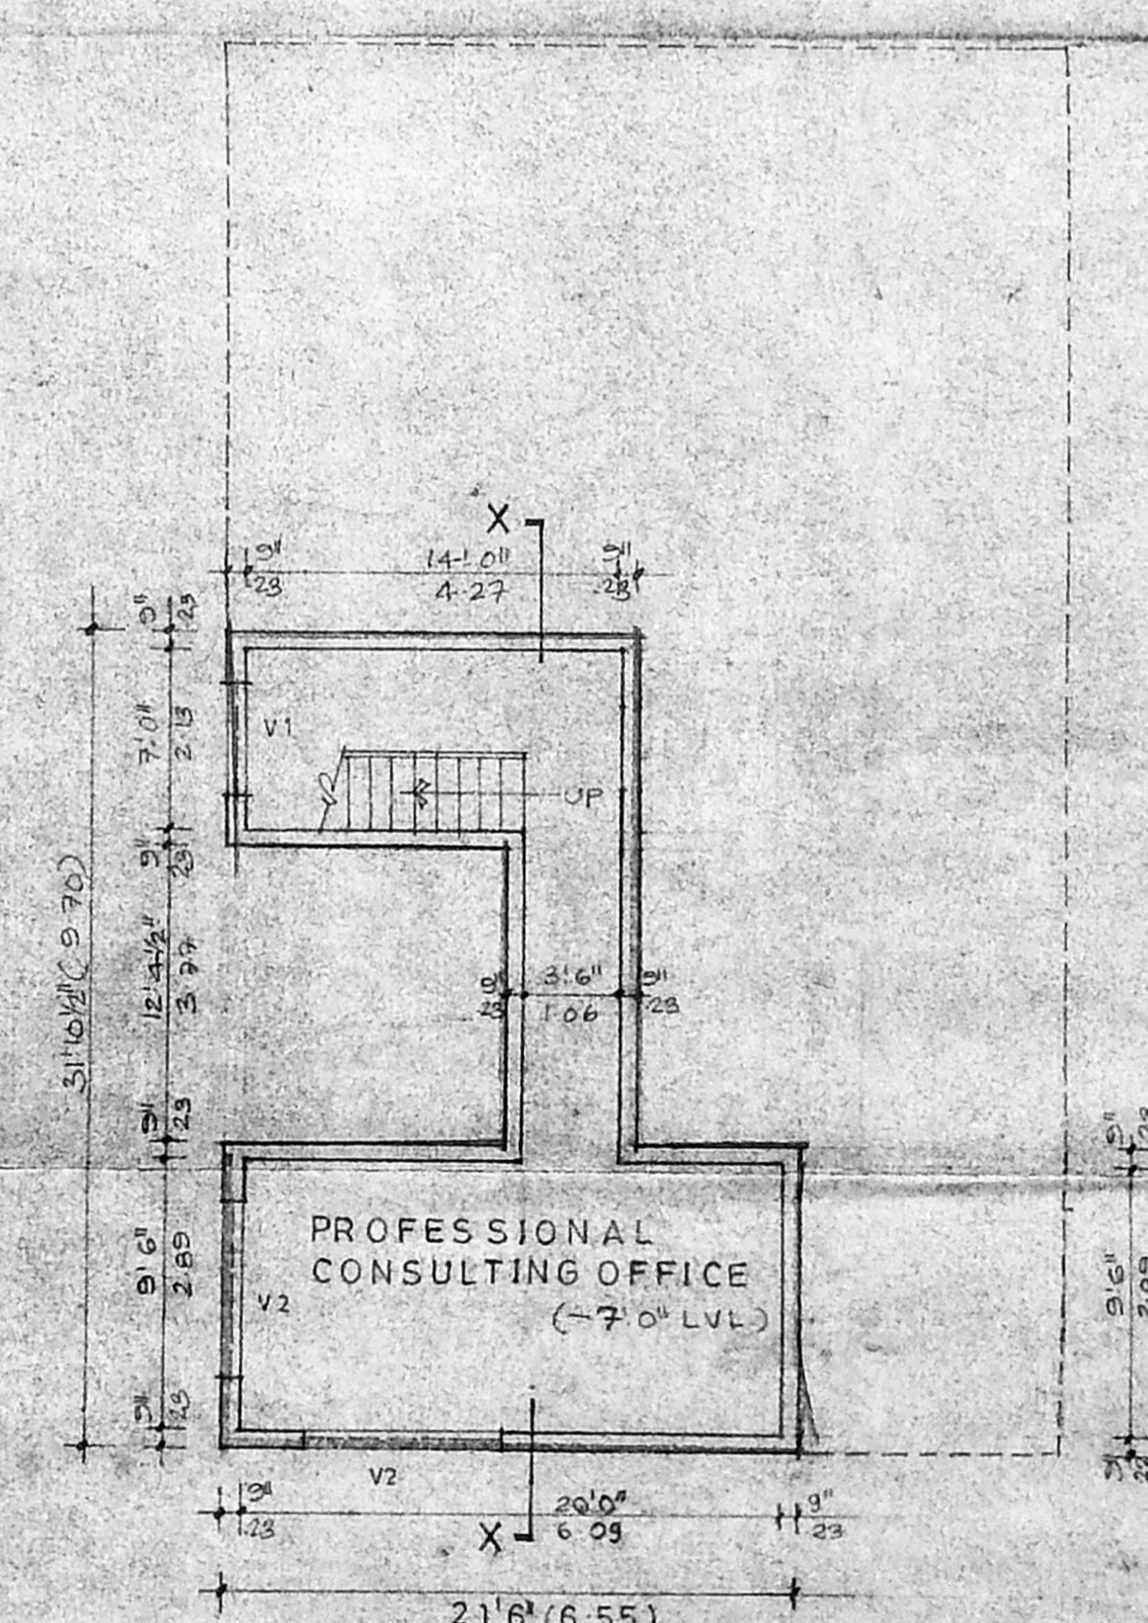 X
9" 14'-0" 9"
23 4.27 .23
9"
23
7'-0"
2.13
V1
UP
9"
23
31'10½" (9.70)
12'4½"
3.77
9" 3'.6" 9"
23 1.06 .23
9"
23
9"
PROFESSIONAL
CONSULTING OFFICE
(-7'.0" LVL.)
9'6"
2.89
V2
9'6"
9"
23
9"
V2
9" 20'0" 9"
.23 6.09 23
X
21'6" (6.55)